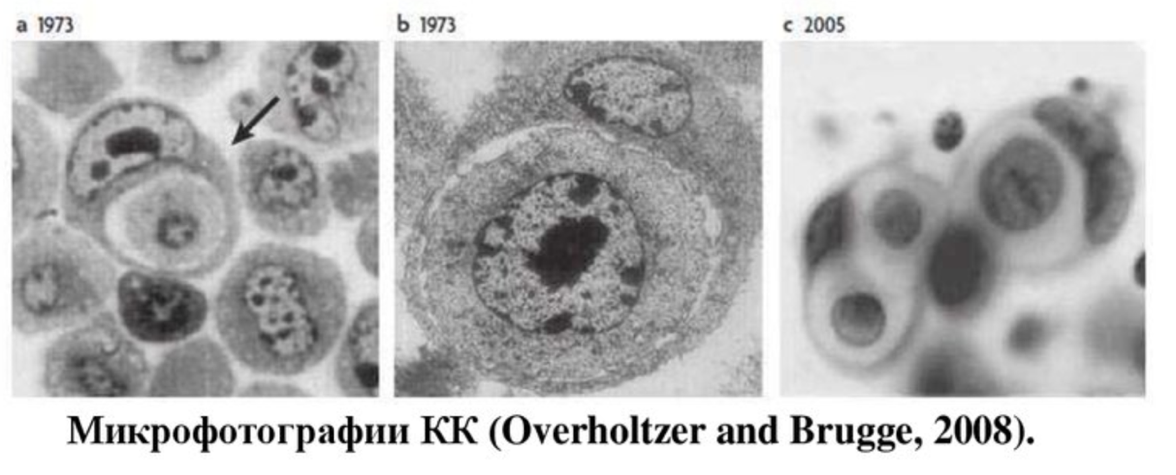 a 1973 b 1973 c 2005
Микрофотографии КК (Overholtzer and Brugge, 2008).